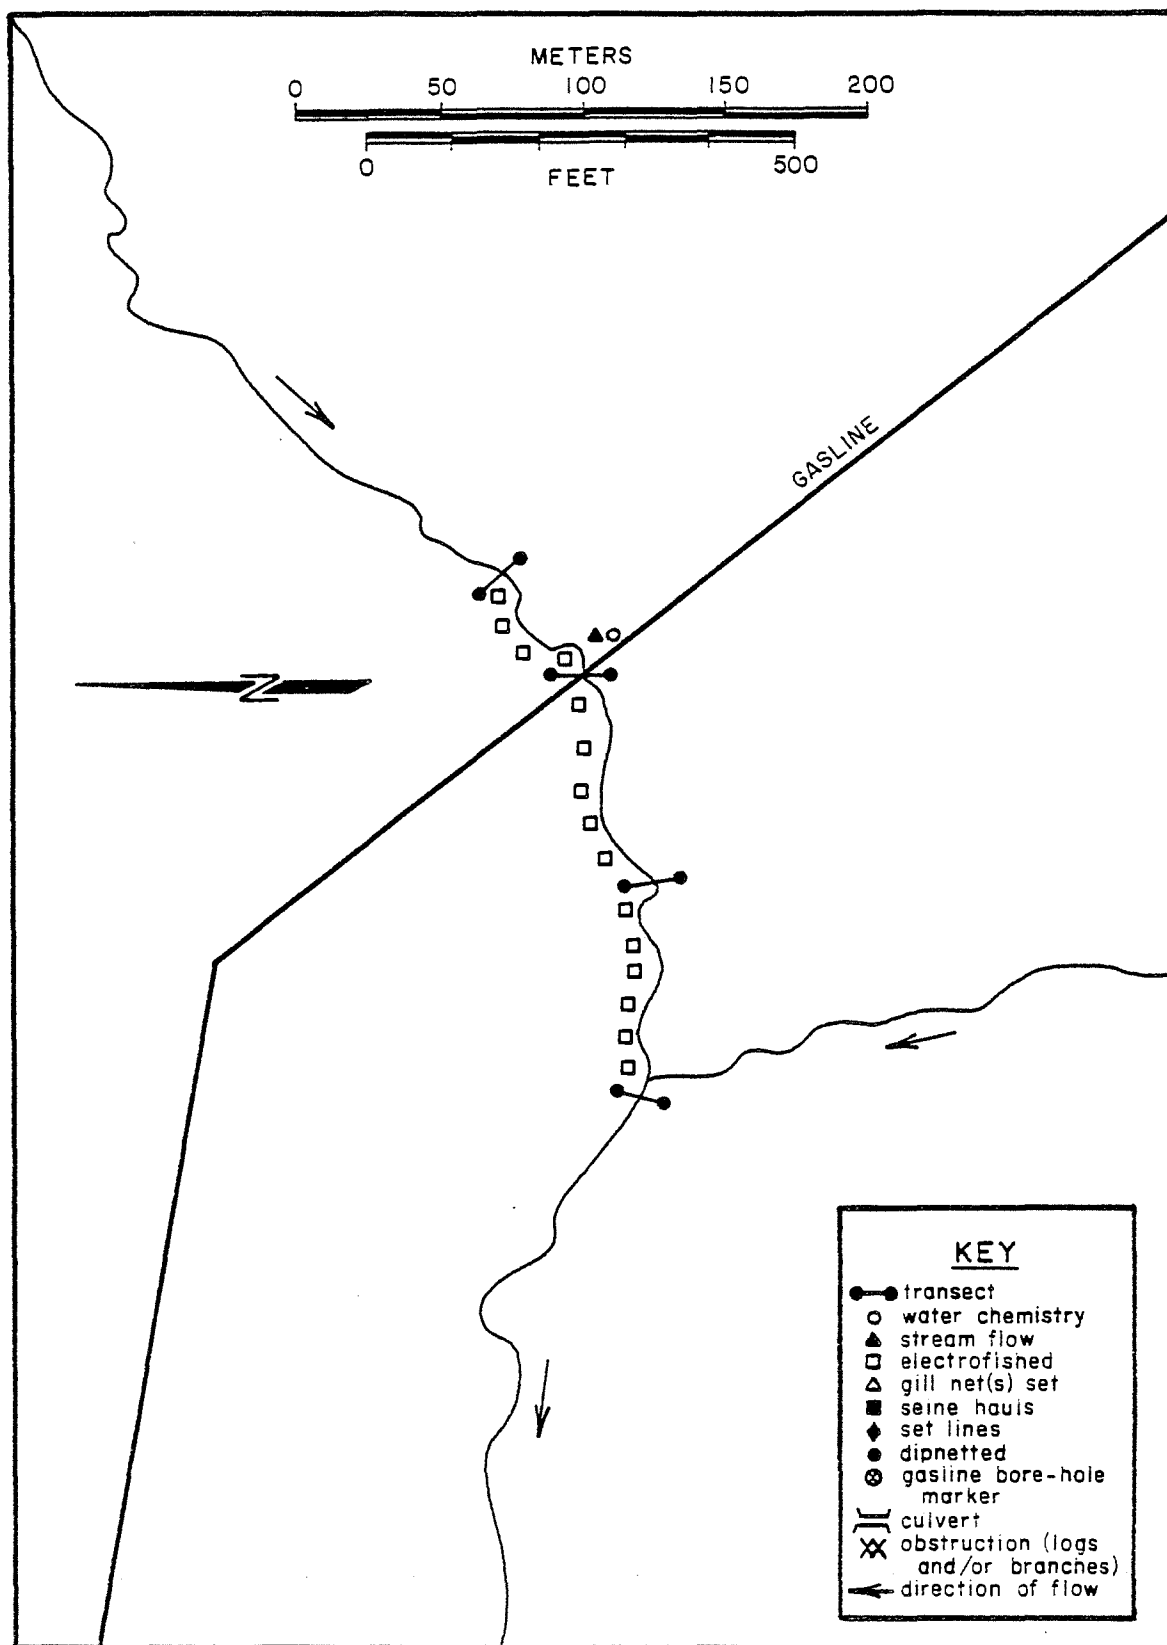 METERS
0 50 100 150 200
0 500
FEET
GASLINE
N
KEY
transect
water chemistry
stream flow
electrofished
gill net(s) set
seine hauls
set lines
dipnetted
gasline bore-hole
marker
culvert
obstruction (logs
and/or branches)
direction of flow